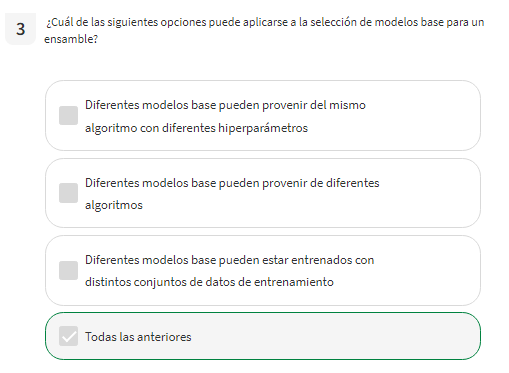 3
¿Cuál de las siguientes opciones puede aplicarse a la selección de modelos base para un
ensamble?
Diferentes modelos base pueden provenir del mismo
algoritmo con diferentes hiperparámetros
Diferentes modelos base pueden provenir de diferentes
algoritmos
Diferentes modelos base pueden estar entrenados con
distintos conjuntos de datos de entrenamiento
Todas las anteriores